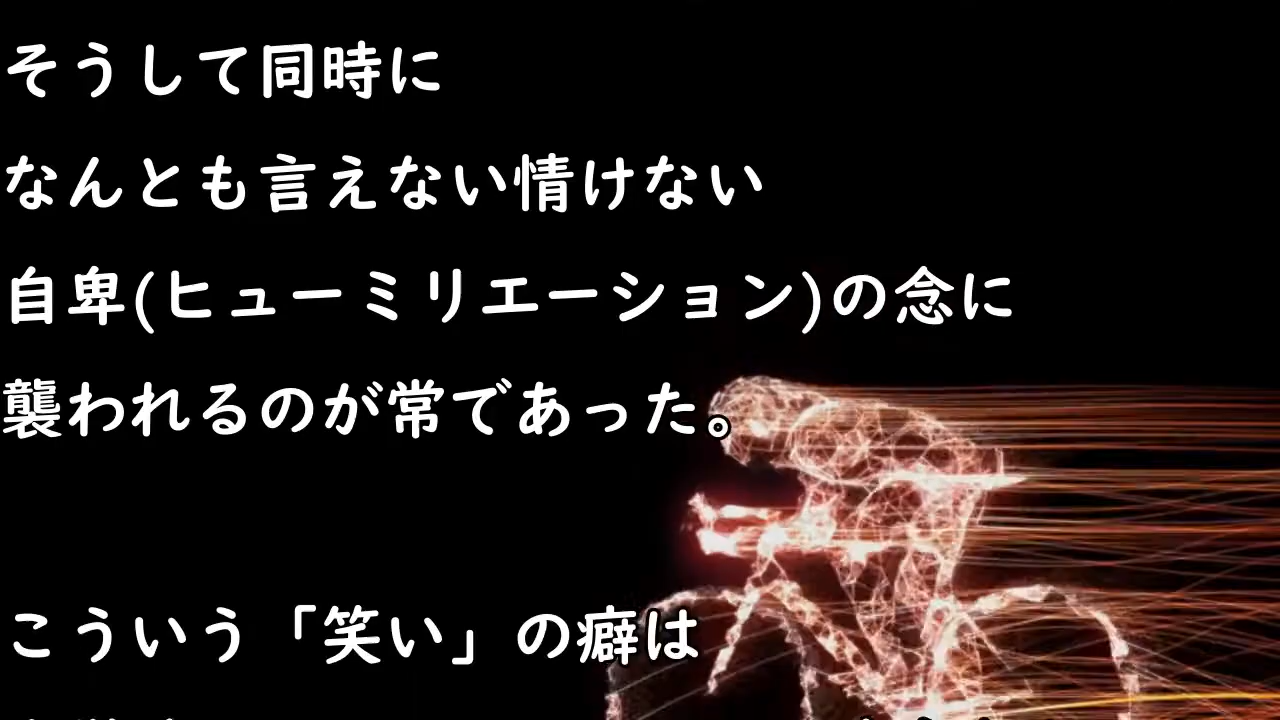 そうして同時に
なんとも言えない情けない
自卑(ヒューミリエーション)の念に
襲われるのが常であった。
こういう「笑い」の癖は